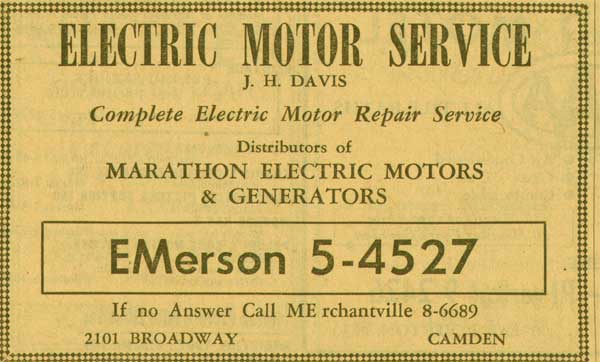 ELECTRIC MOTOR SERVICE
J. H. DAVIS
Complete Electric Motor Repair Service
Distributors of
MARATHON ELECTRIC MOTORS
& GENERATORS
EMerson 5-4527
If no Answer Call ME rchantville 8-6689
2101 BROADWAY CAMDEN